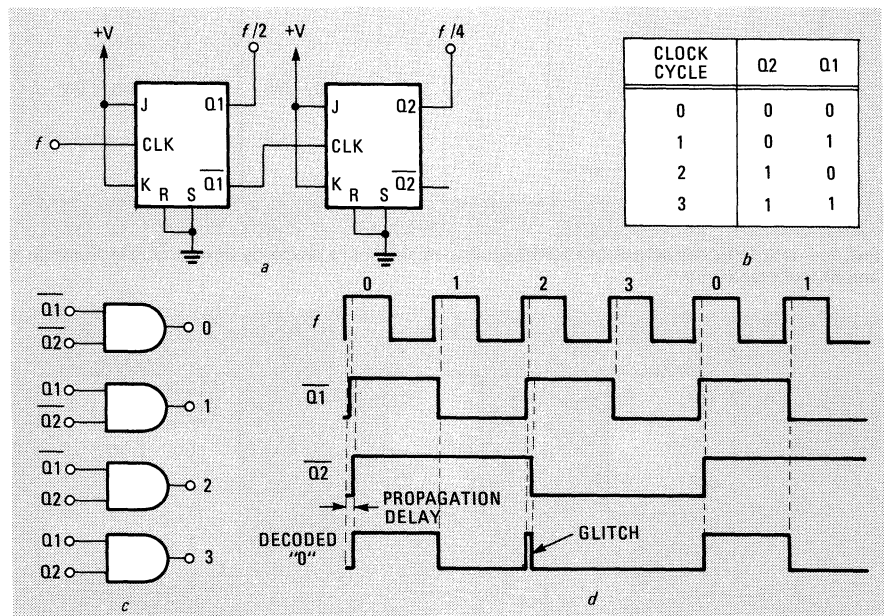 +V
f/2
+V
f/4
J
Q1
CLK
K
R
S
Q1
f
J
Q2
CLK
K
R
S
Q2
a
CLOCK CYCLE Q2 Q1
0 0 0
1 0 1
2 1 0
3 1 1
b
Q1
Q2
0
Q1
Q2
1
Q1
Q2
2
Q1
Q2
3
c
0 1 2 3 0 1
f
Q1
Q2
PROPAGATION
DELAY
DECODED
"0"
GLITCH
d